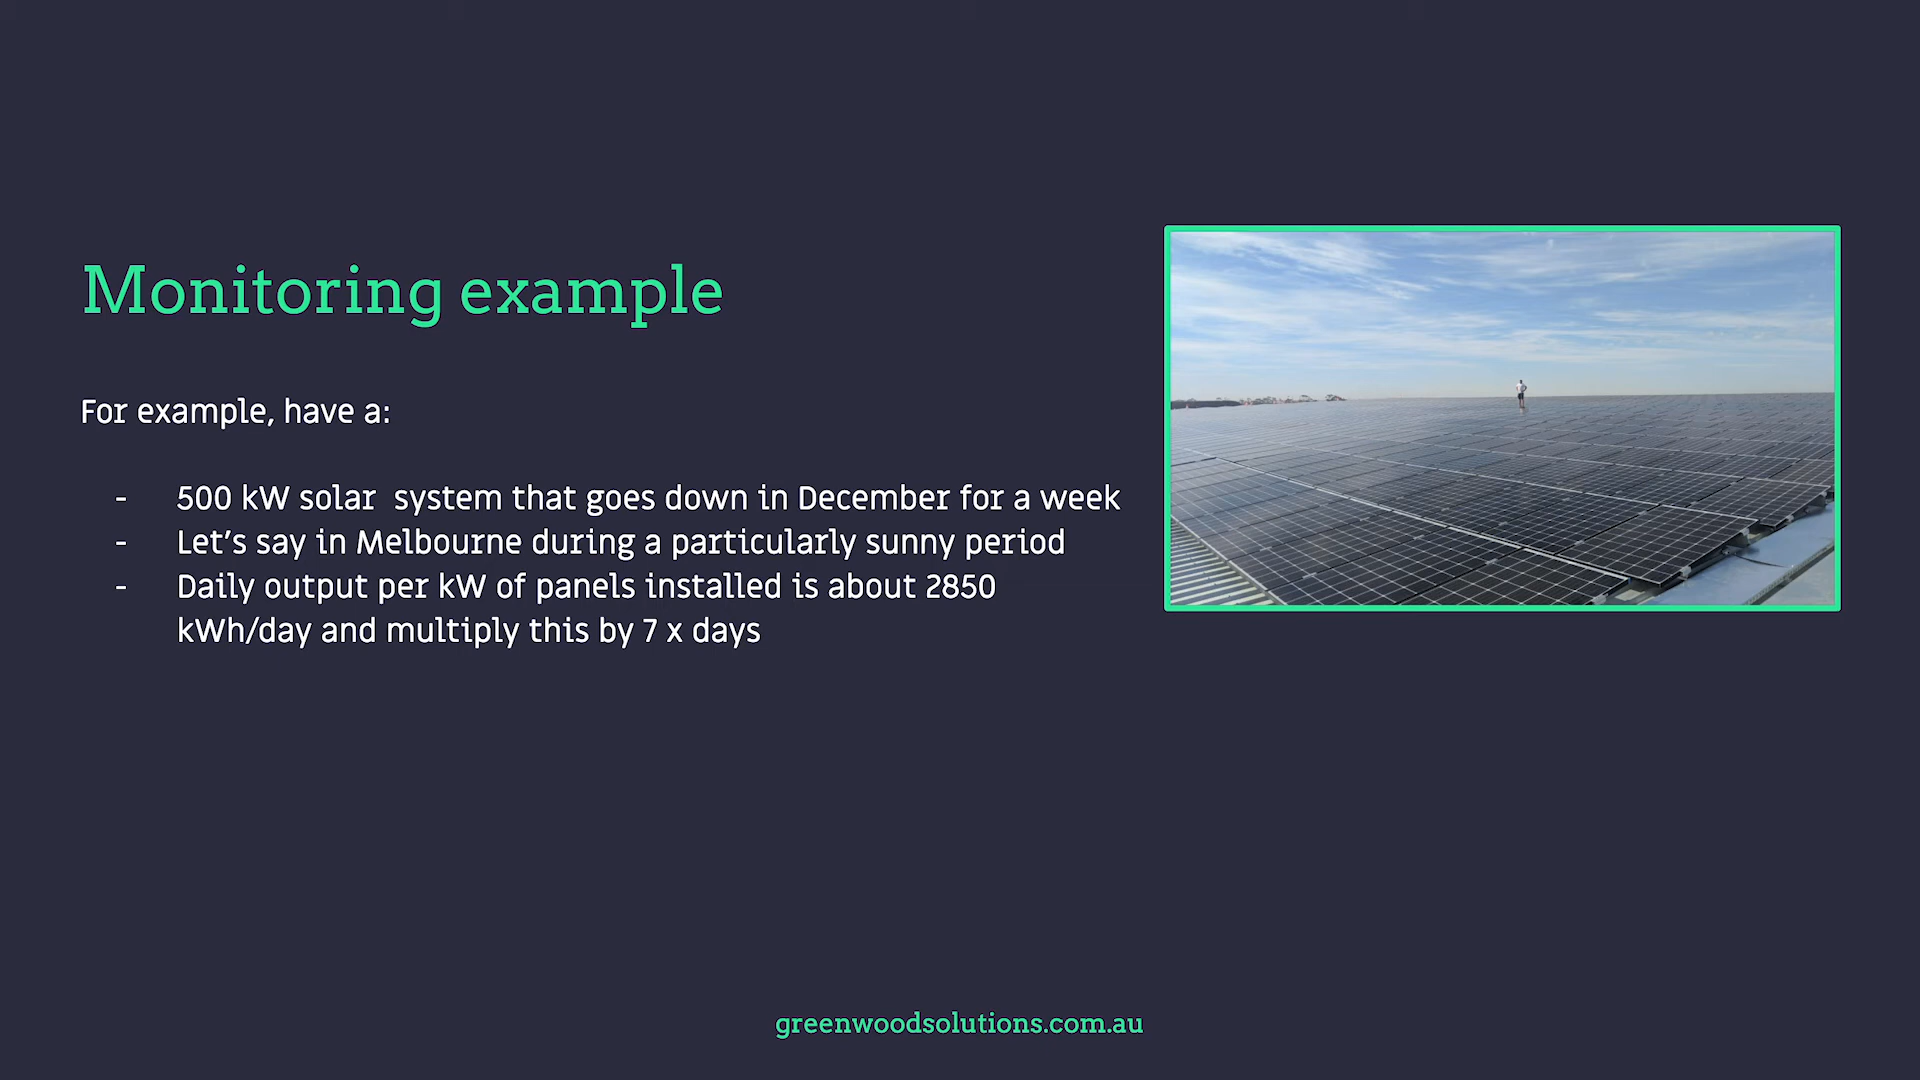 Monitoring example
For example, have a:
- 500 kW solar system that goes down in December for a week
- Let's say in Melbourne during a particularly sunny period
- Daily output per kW of panels installed is about 2850
kWh/day and multiply this by 7 x days
greenwoodsolutions.com.au